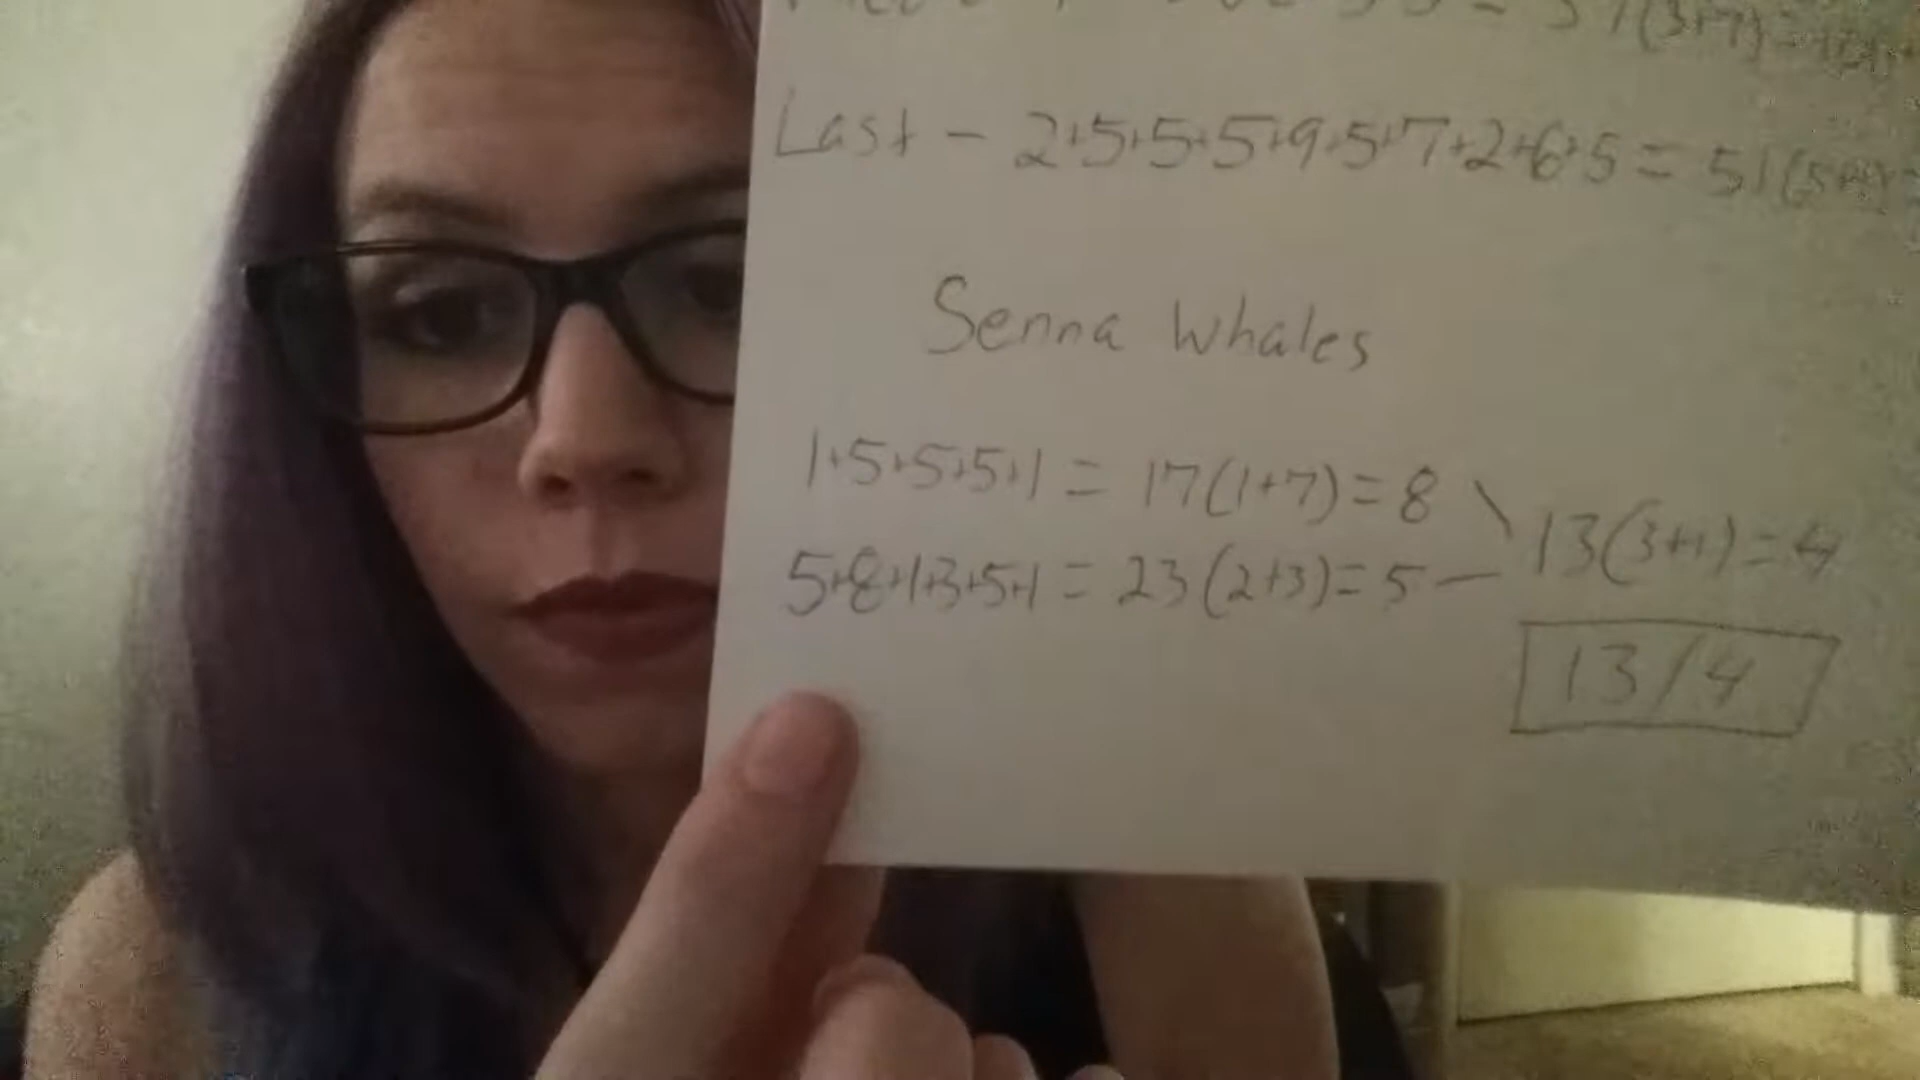 Last - 2+5+5+5+9+5+7+2+6+5 = 51(5+1)=
Senna Whales
1+5+5+5+1 = 17(1+7)=8
13(3+1)=4
5+8+1+3+5+1 = 23(2+3)=5
13/4